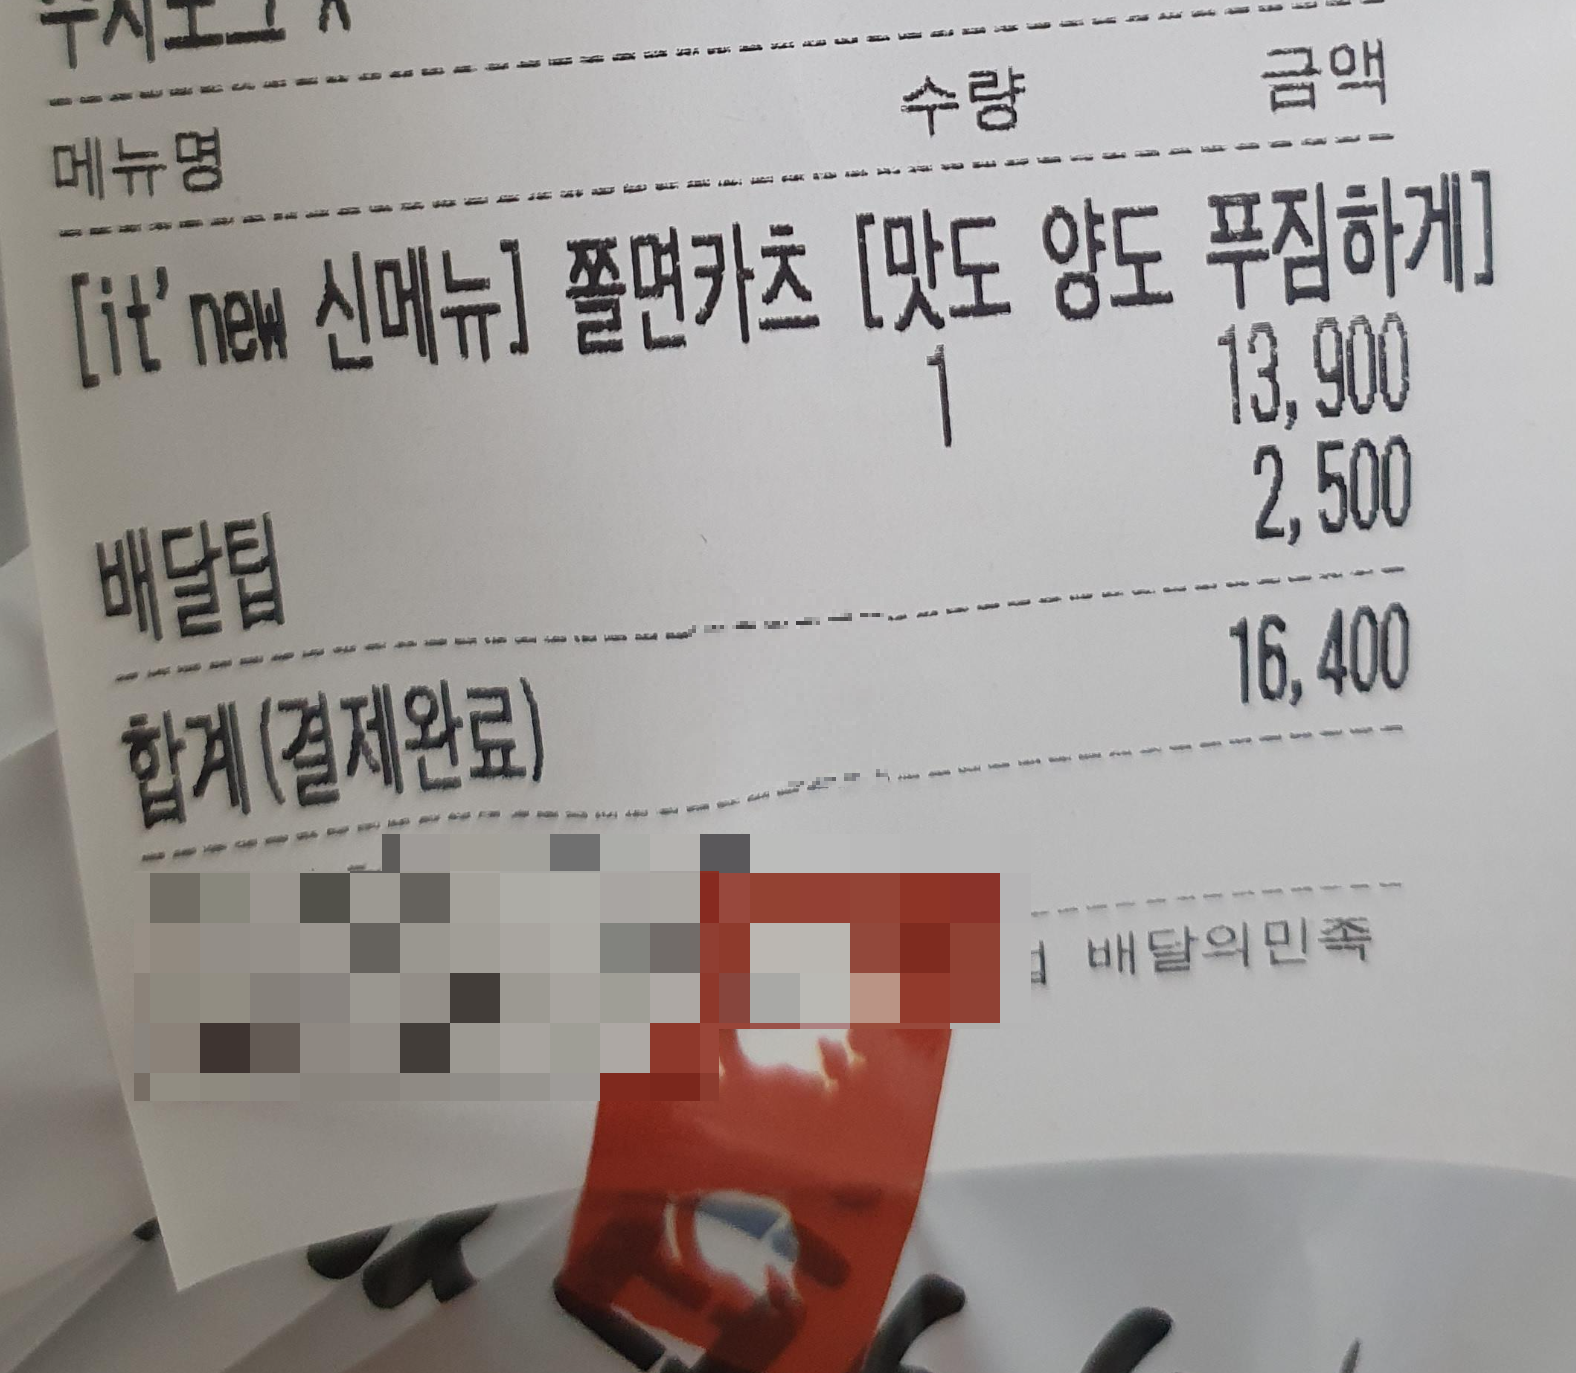 메뉴명 수량 금액
[it'new 신메뉴] 쫄면카츠 [맛도 양도 푸짐하게]
1 13,900
배달팁 2,500
합계(결제완료) 16,400
배달의민족